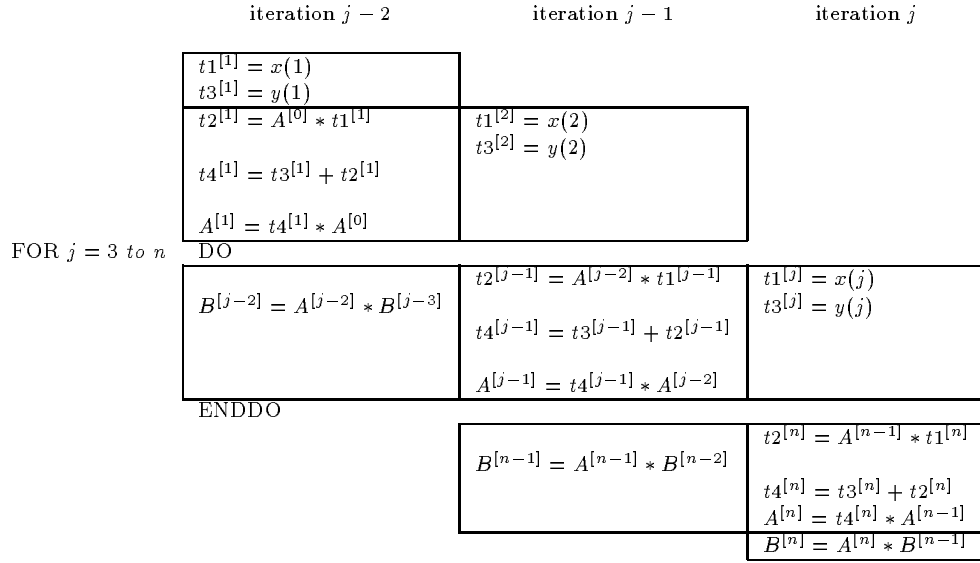 iteration j − 2 iteration j − 1 iteration j
t1^[1] = x(1)
t3^[1] = y(1)
t2^[1] = A^[0] * t1^[1] t1^[2] = x(2)
t3^[2] = y(2)
t4^[1] = t3^[1] + t2^[1]
A^[1] = t4^[1] * A^[0]
FOR j = 3 to n DO
t2^[j−1] = A^[j−2] * t1^[j−1] t1^[j] = x(j)
B^[j−2] = A^[j−2] * B^[j−3] t3^[j] = y(j)
t4^[j−1] = t3^[j−1] + t2^[j−1]
A^[j−1] = t4^[j−1] * A^[j−2]
ENDDO
t2^[n] = A^[n−1] * t1^[n]
B^[n−1] = A^[n−1] * B^[n−2]
t4^[n] = t3^[n] + t2^[n]
A^[n] = t4^[n] * A^[n−1]
B^[n] = A^[n] * B^[n−1]